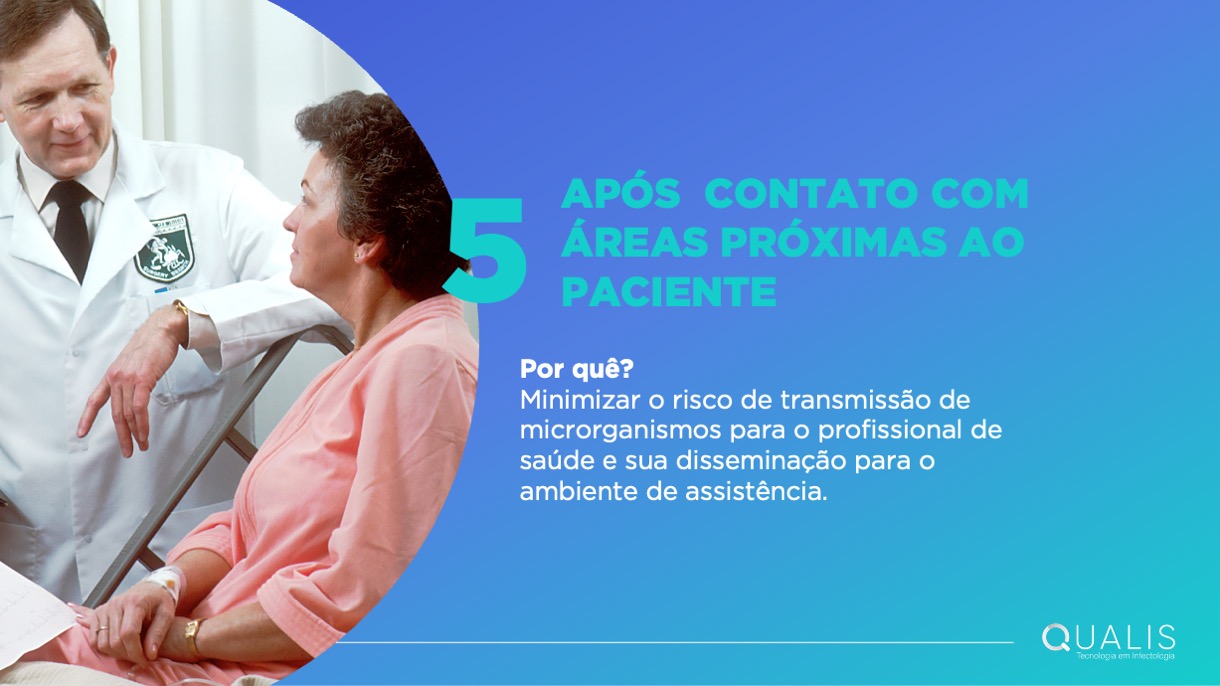 5
APÓS CONTATO COM
ÁREAS PRÓXIMAS AO
PACIENTE
Por quê?
Minimizar o risco de transmissão de
microrganismos para o profissional de
saúde e sua disseminação para o
ambiente de assistência.
QUALIS
Tecnologia em Infectologia